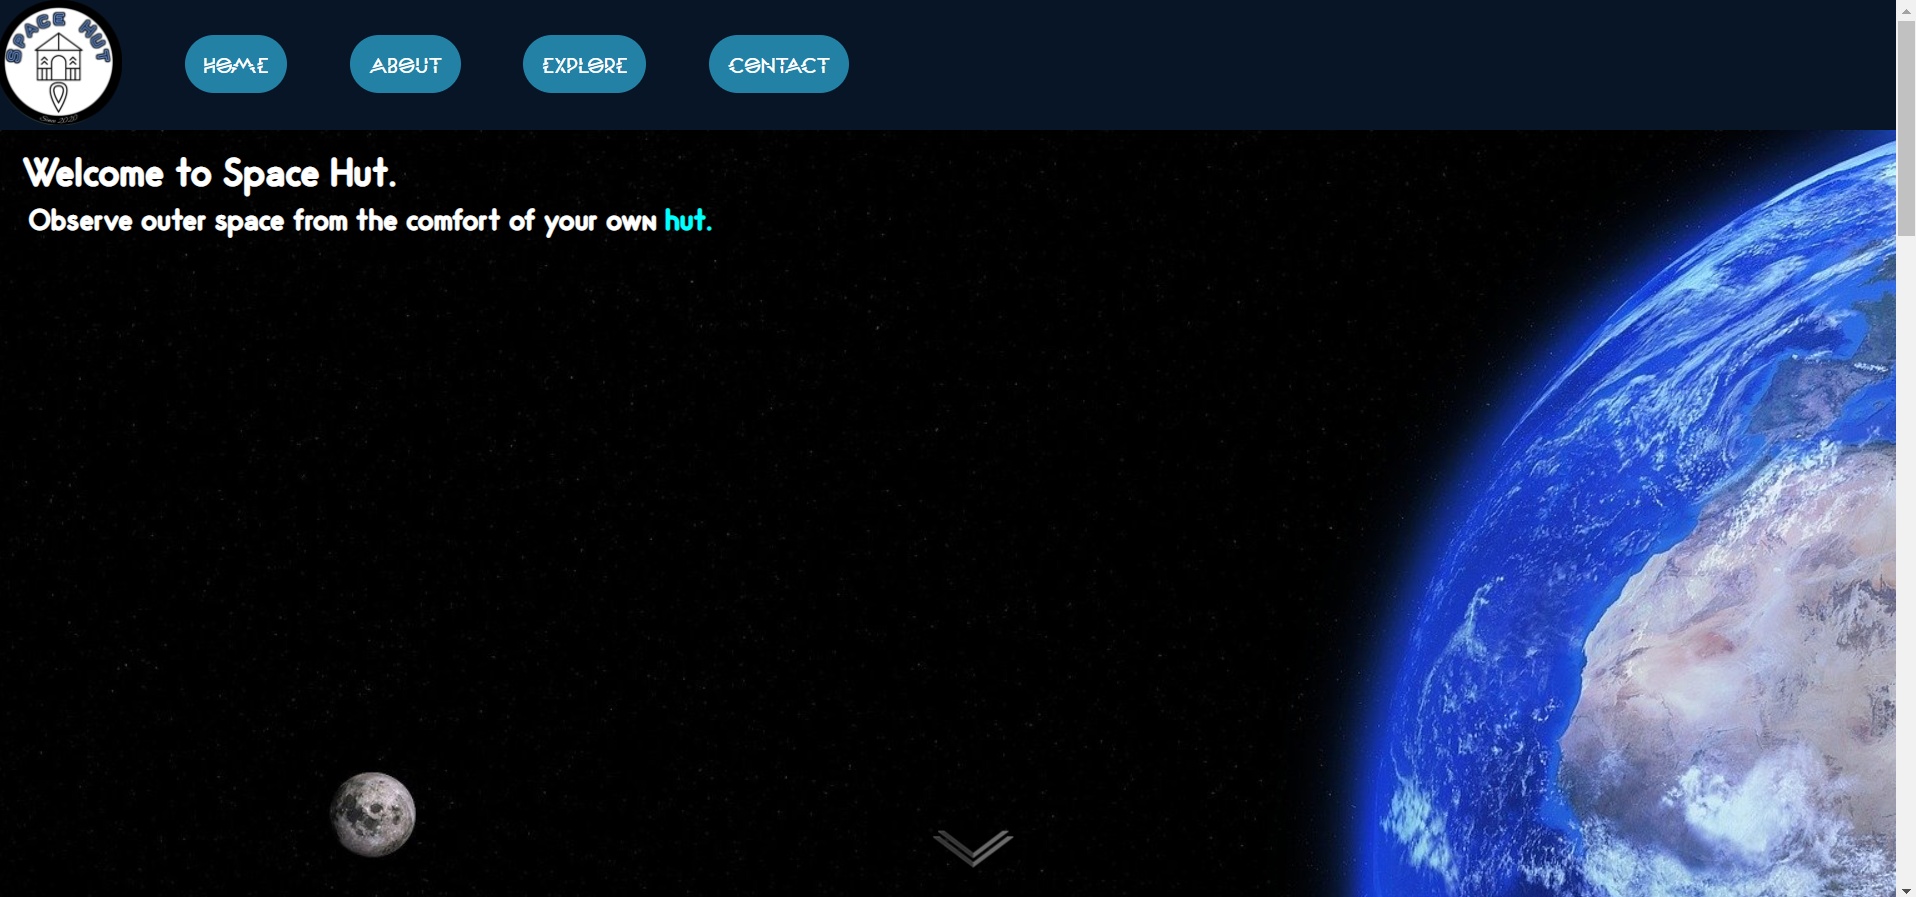 SPACE HUT
Since 2020
HOME
ABOUT
EXPLORE
CONTACT
Welcome to Space Hut.
Observe outer space from the comfort of your own hut.